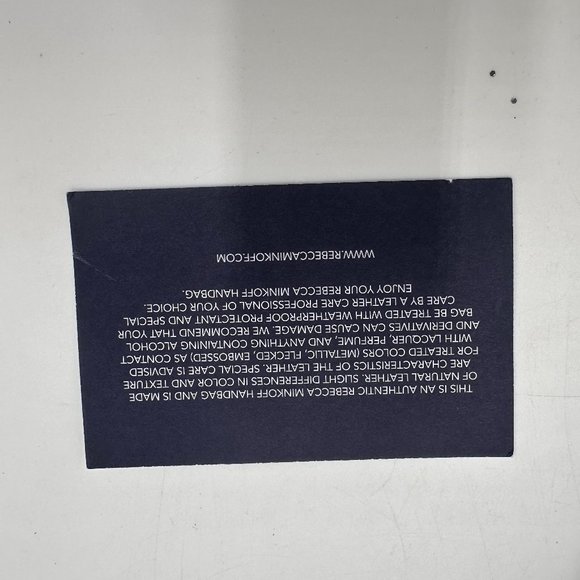 THIS IS AN AUTHENTIC REBECCA MINKOFF HANDBAG AND IS MADE
OF NATURAL LEATHER. SLIGHT DIFFERENCES IN COLOR AND TEXTURE
ARE CHARACTERISTICS OF THE LEATHER. SPECIAL CARE IS ADVISED
FOR TREATED COLORS (METALLIC, FLECKED, EMBOSSED) AS CONTACT
WITH LACQUER, PERFUME, AND ANYTHING CONTAINING ALCOHOL
AND DERIVATIVES CAN CAUSE DAMAGE. WE RECOMMEND THAT YOUR
BAG BE TREATED WITH WEATHERPROOF PROTECTANT AND SPECIAL
CARE BY A LEATHER CARE PROFESSIONAL OF YOUR CHOICE.
ENJOY YOUR REBECCA MINKOFF HANDBAG.
WWW.REBECCAMINKOFF.COM